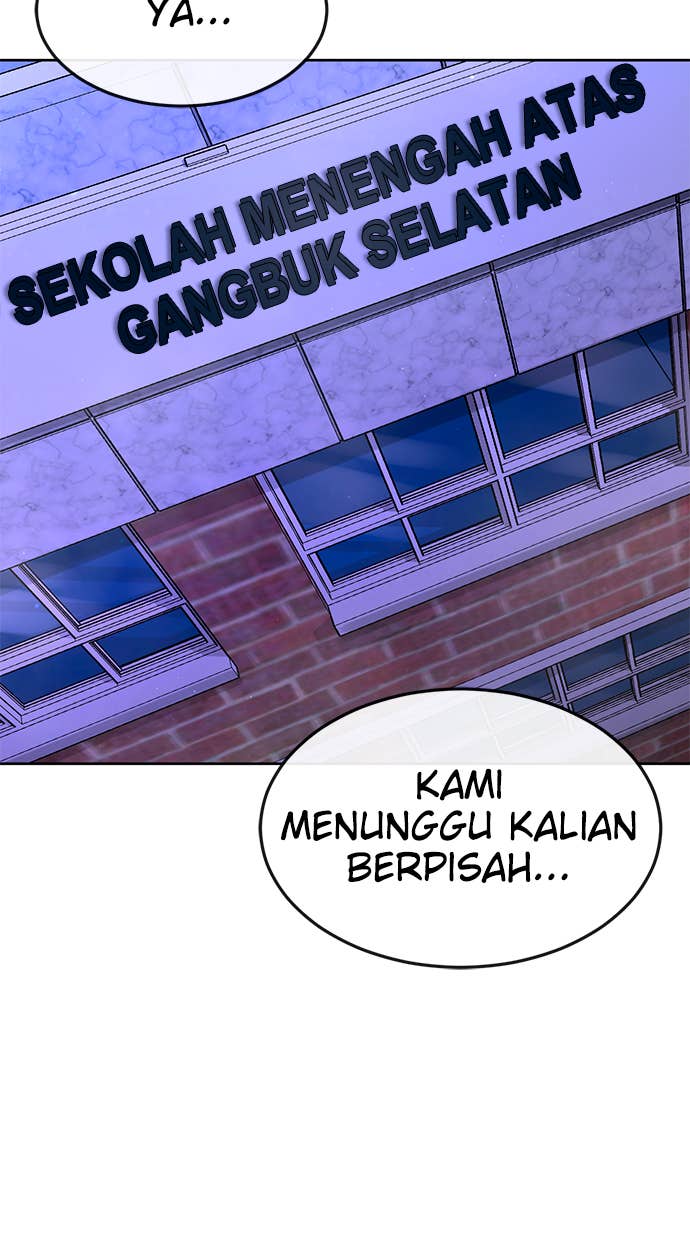 YA...
SEKOLAH MENENGAH ATAS
GANGBUK SELATAN
KAMI
MENUNGGU KALIAN
BERPISAH...